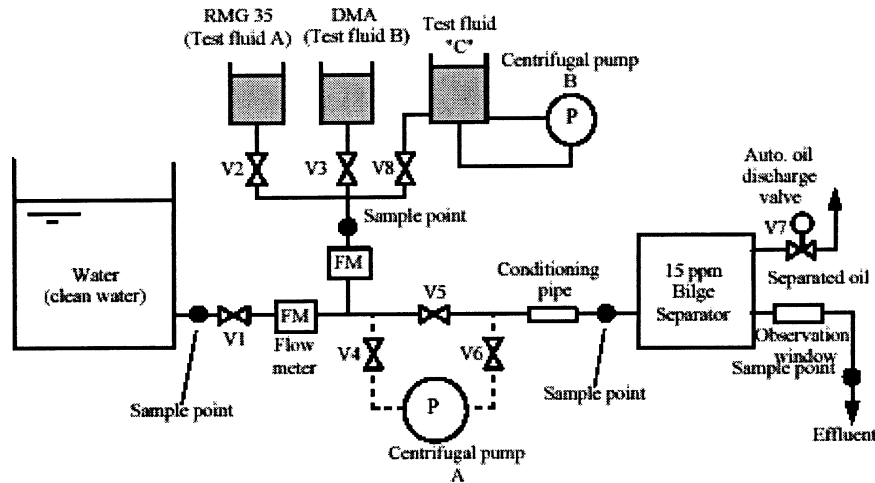 RMG 35
(Test fluid A)
DMA
(Test fluid B)
Test fluid
"C"
Centrifugal pump
B
P
V2
V3
V8
Auto. oil
discharge
valve
V7
Sample point
Water
(clean water)
FM
Conditioning
pipe
15 ppm
Bilge
Separator
Separated oil
V5
V1
FM
Flow
meter
V4
V6
Observation
window
Sample point
Sample point
P
Sample point
Effluent
Centrifugal pump
A